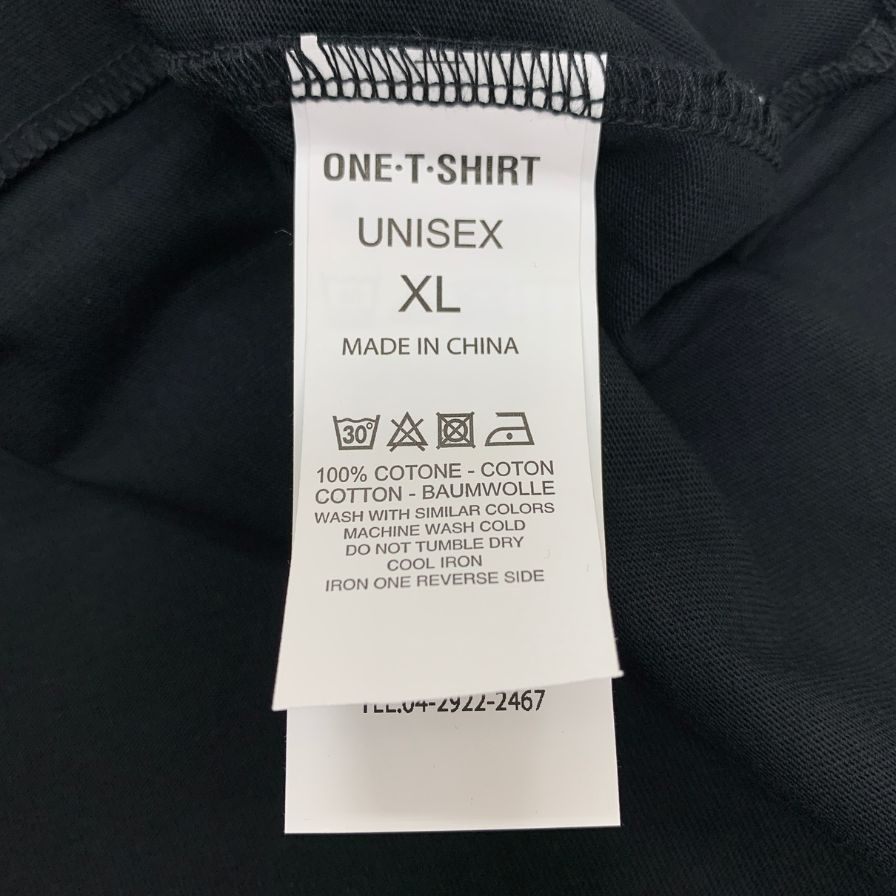 ONE·T·SHIRT
UNISEX
XL
MADE IN CHINA
30°
100% COTONE - COTON
COTTON - BAUMWOLLE
WASH WITH SIMILAR COLORS
MACHINE WASH COLD
DO NOT TUMBLE DRY
COOL IRON
IRON ONE REVERSE SIDE
TEL.04-2922-2467